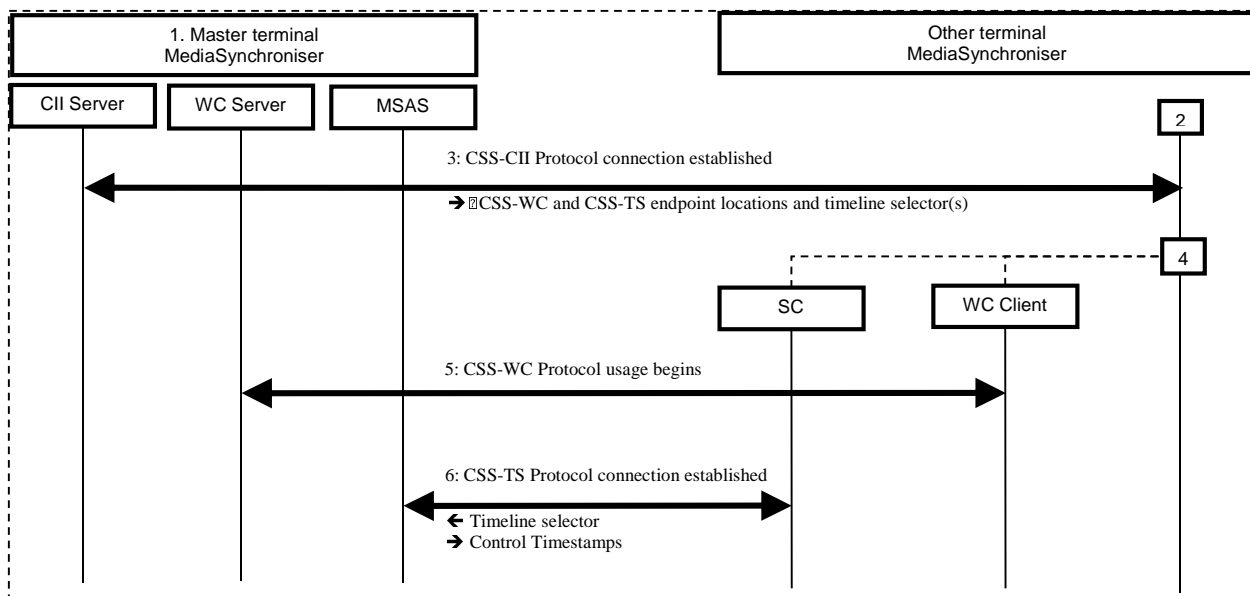 1. Master terminal
MediaSynchroniser
Other terminal
MediaSynchroniser
CII Server
WC Server
MSAS
2
3: CSS-CII Protocol connection established
➔ CSS-WC and CSS-TS endpoint locations and timeline selector(s)
4
SC
WC Client
5: CSS-WC Protocol usage begins
6: CSS-TS Protocol connection established
🡸 Timeline selector
➔ Control Timestamps